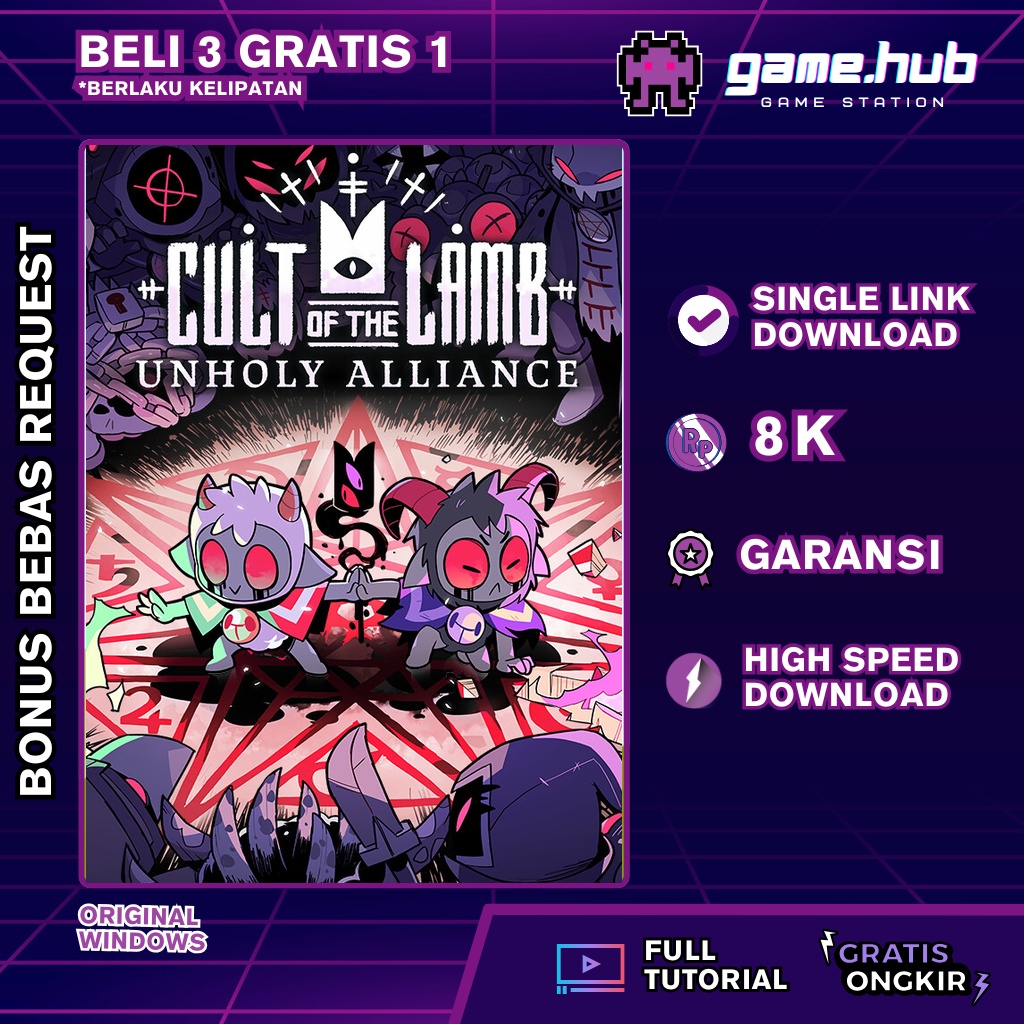 BELI 3 GRATIS 1
*BERLAKU KELIPATAN
game.hub
GAME STATION
BONUS BEBAS REQUEST
CULT OF THE LAMB
UNHOLY ALLIANCE
SINGLE LINK
DOWNLOAD
Rp
8K
GARANSI
HIGH SPEED
DOWNLOAD
ORIGINAL
WINDOWS
FULL
TUTORIAL
GRATIS
ONGKIR